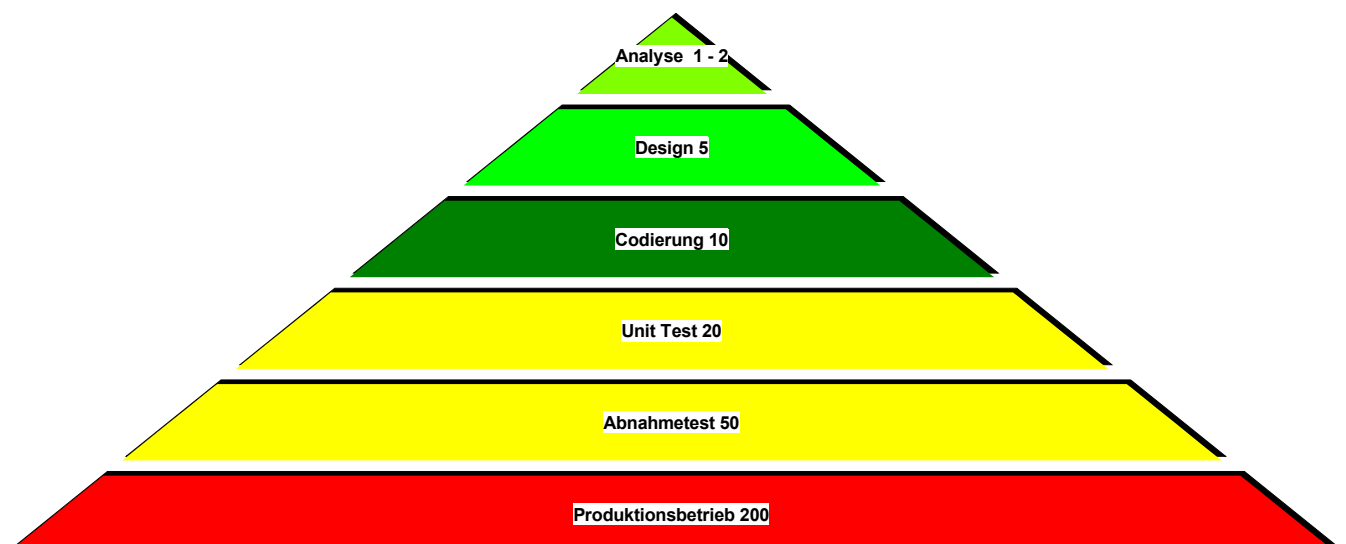 Analyse 1 - 2
Design 5
Codierung 10
Unit Test 20
Abnahmetest 50
Produktionsbetrieb 200